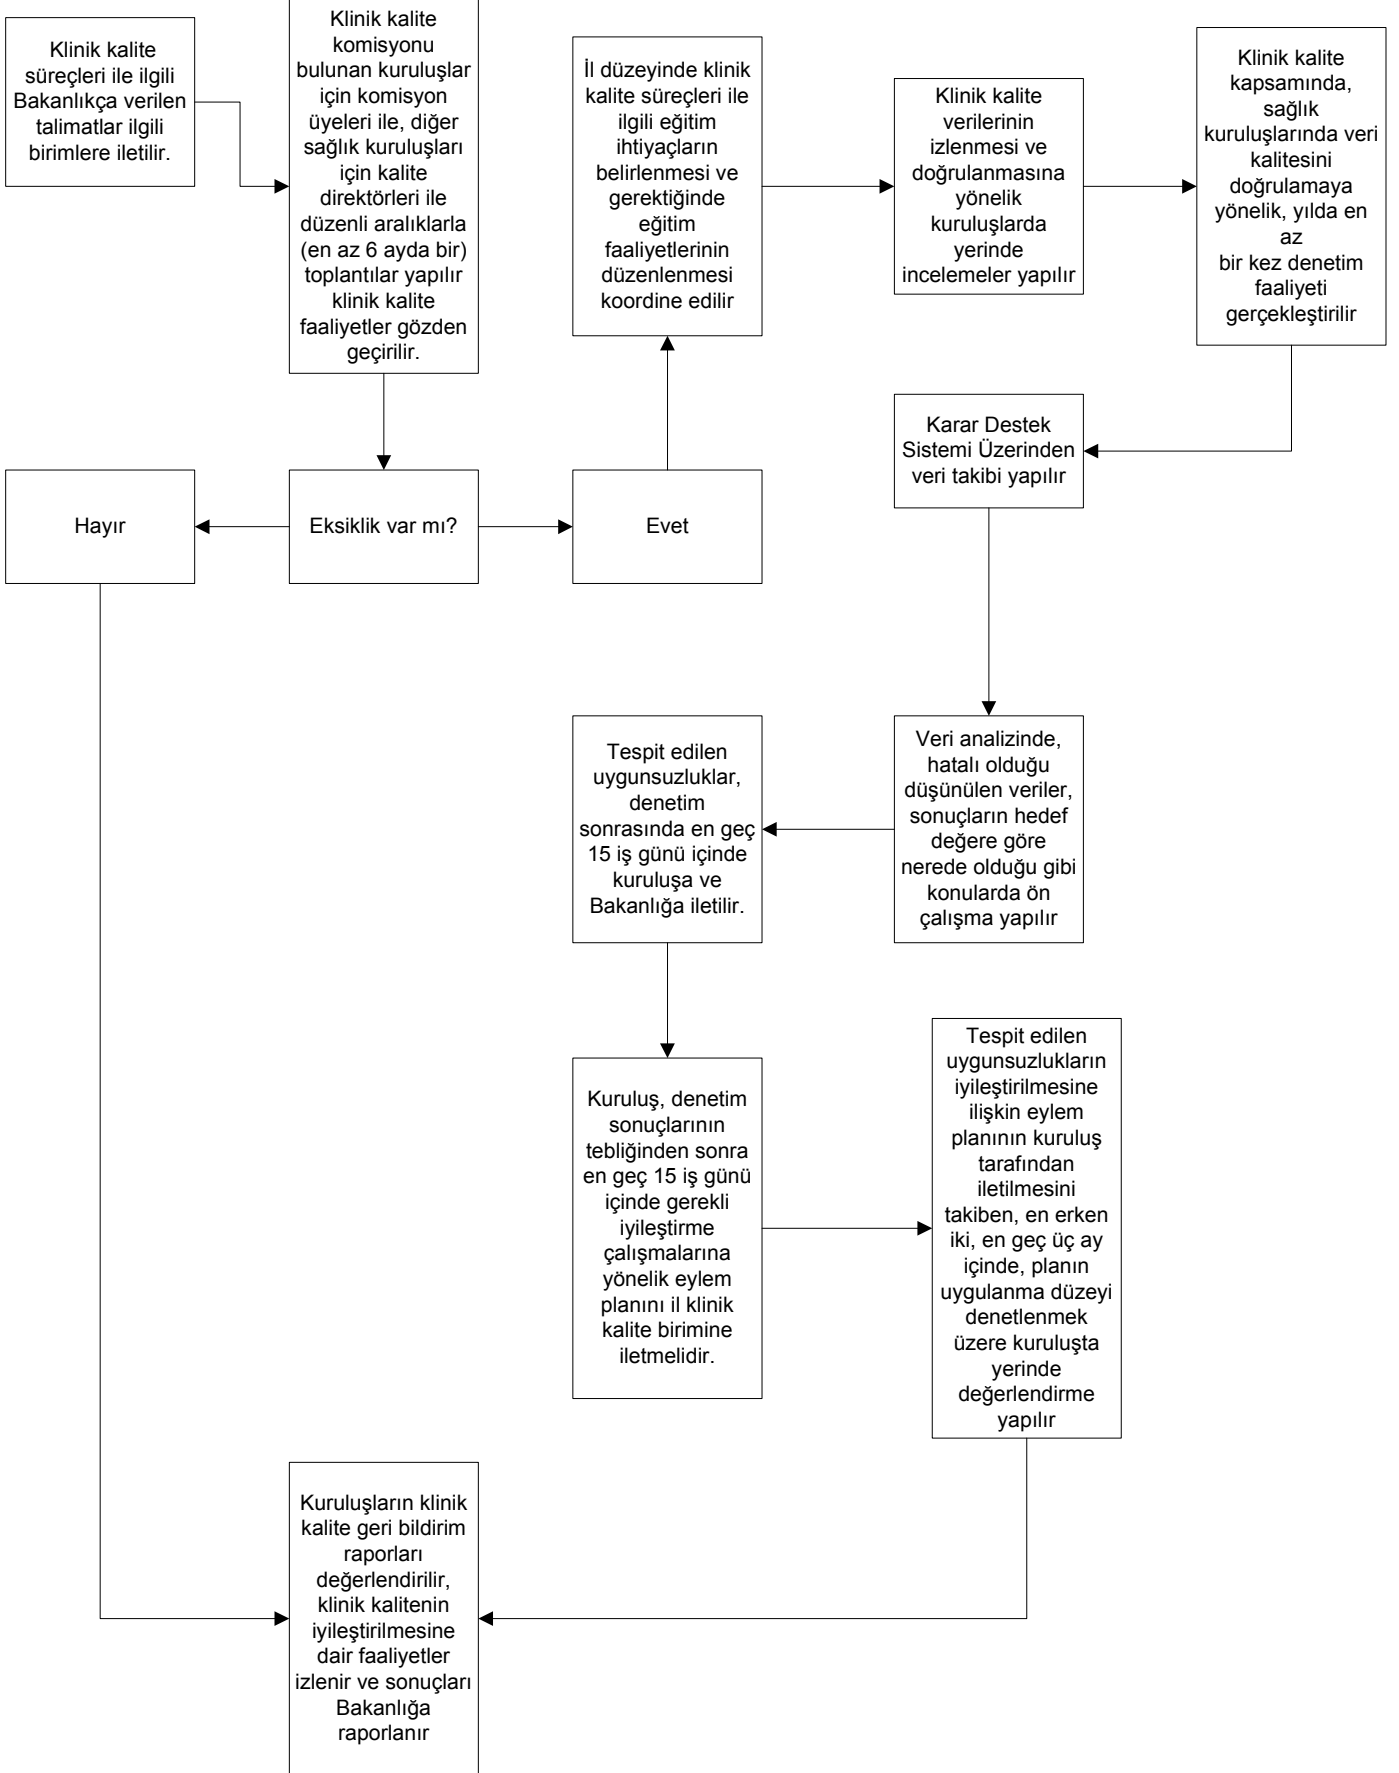 Klinik kalite
süreçleri ile ilgili
Bakanlıkça verilen
talimatlar ilgili
birimlere iletilir.
Klinik kalite
komisyonu
bulunan kuruluşlar
için komisyon
üyeleri ile, diğer
sağlık kuruluşları
için kalite
direktörleri ile
düzenli aralıklarla
(en az 6 ayda bir)
toplantılar yapılır
klinik kalite
faaliyetler gözden
geçirilir.
İl düzeyinde klinik
kalite süreçleri ile
ilgili eğitim
ihtiyaçların
belirlenmesi ve
gerektiğinde
eğitim
faaliyetlerinin
düzenlenmesi
koordine edilir
Klinik kalite
verilerinin
izlenmesi ve
doğrulanmasına
yönelik
kuruluşlarda
yerinde
incelemeler yapılır
Klinik kalite
kapsamında,
sağlık
kuruluşlarında veri
kalitesini
doğrulamaya
yönelik, yılda en
az
bir kez denetim
faaliyeti
gerçekleştirilir
Karar Destek
Sistemi Üzerinden
veri takibi yapılır
Hayır
Eksiklik var mı?
Evet
Veri analizinde,
hatalı olduğu
düşünülen veriler,
sonuçların hedef
değere göre
nerede olduğu gibi
konularda ön
çalışma yapılır
Tespit edilen
uygunsuzluklar,
denetim
sonrasında en geç
15 iş günü içinde
kuruluşa ve
Bakanlığa iletilir.
Kuruluş, denetim
sonuçlarının
tebliğinden sonra
en geç 15 iş günü
içinde gerekli
iyileştirme
çalışmalarına
yönelik eylem
planını il klinik
kalite birimine
iletmelidir.
Tespit edilen
uygunsuzlukların
iyileştirilmesine
ilişkin eylem
planının kuruluş
tarafından
iletilmesini
takiben, en erken
iki, en geç üç ay
içinde, planın
uygulanma düzeyi
denetlenmek
üzere kuruluşta
yerinde
değerlendirme
yapılır
Kuruluşların klinik
kalite geri bildirim
raporları
değerlendirilir,
klinik kalitenin
iyileştirilmesine
dair faaliyetler
izlenir ve sonuçları
Bakanlığa
raporlanır